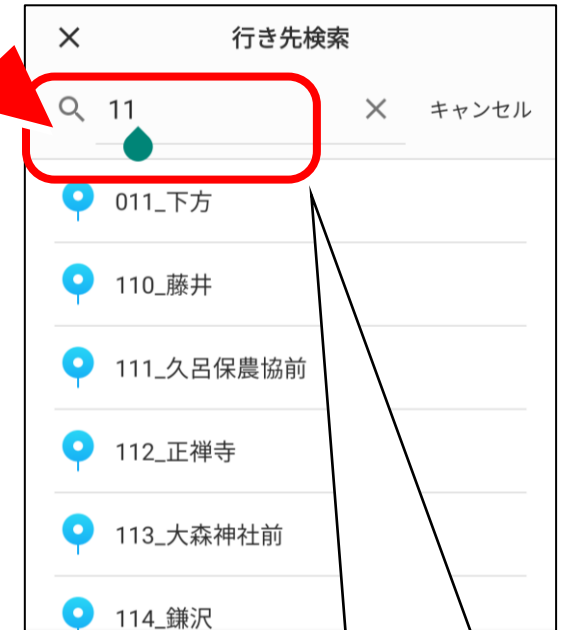 行き先検索
11 キャンセル
011_下方
110_藤井
111_久呂保農協前
112_正禅寺
113_大森神社前
114_鎌沢